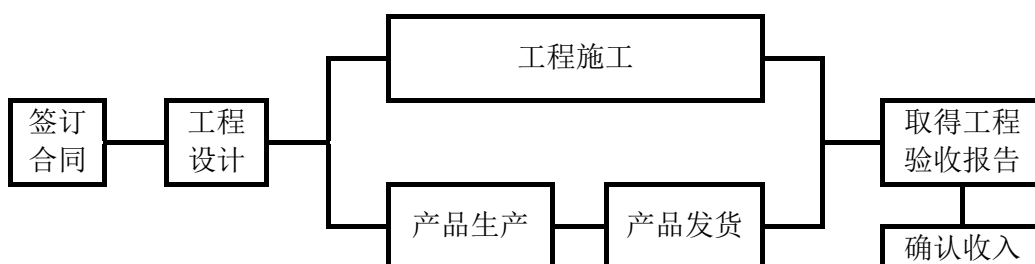 签订
合同
工程
设计
工程施工
产品生产
产品发货
取得工程
验收报告
确认收入